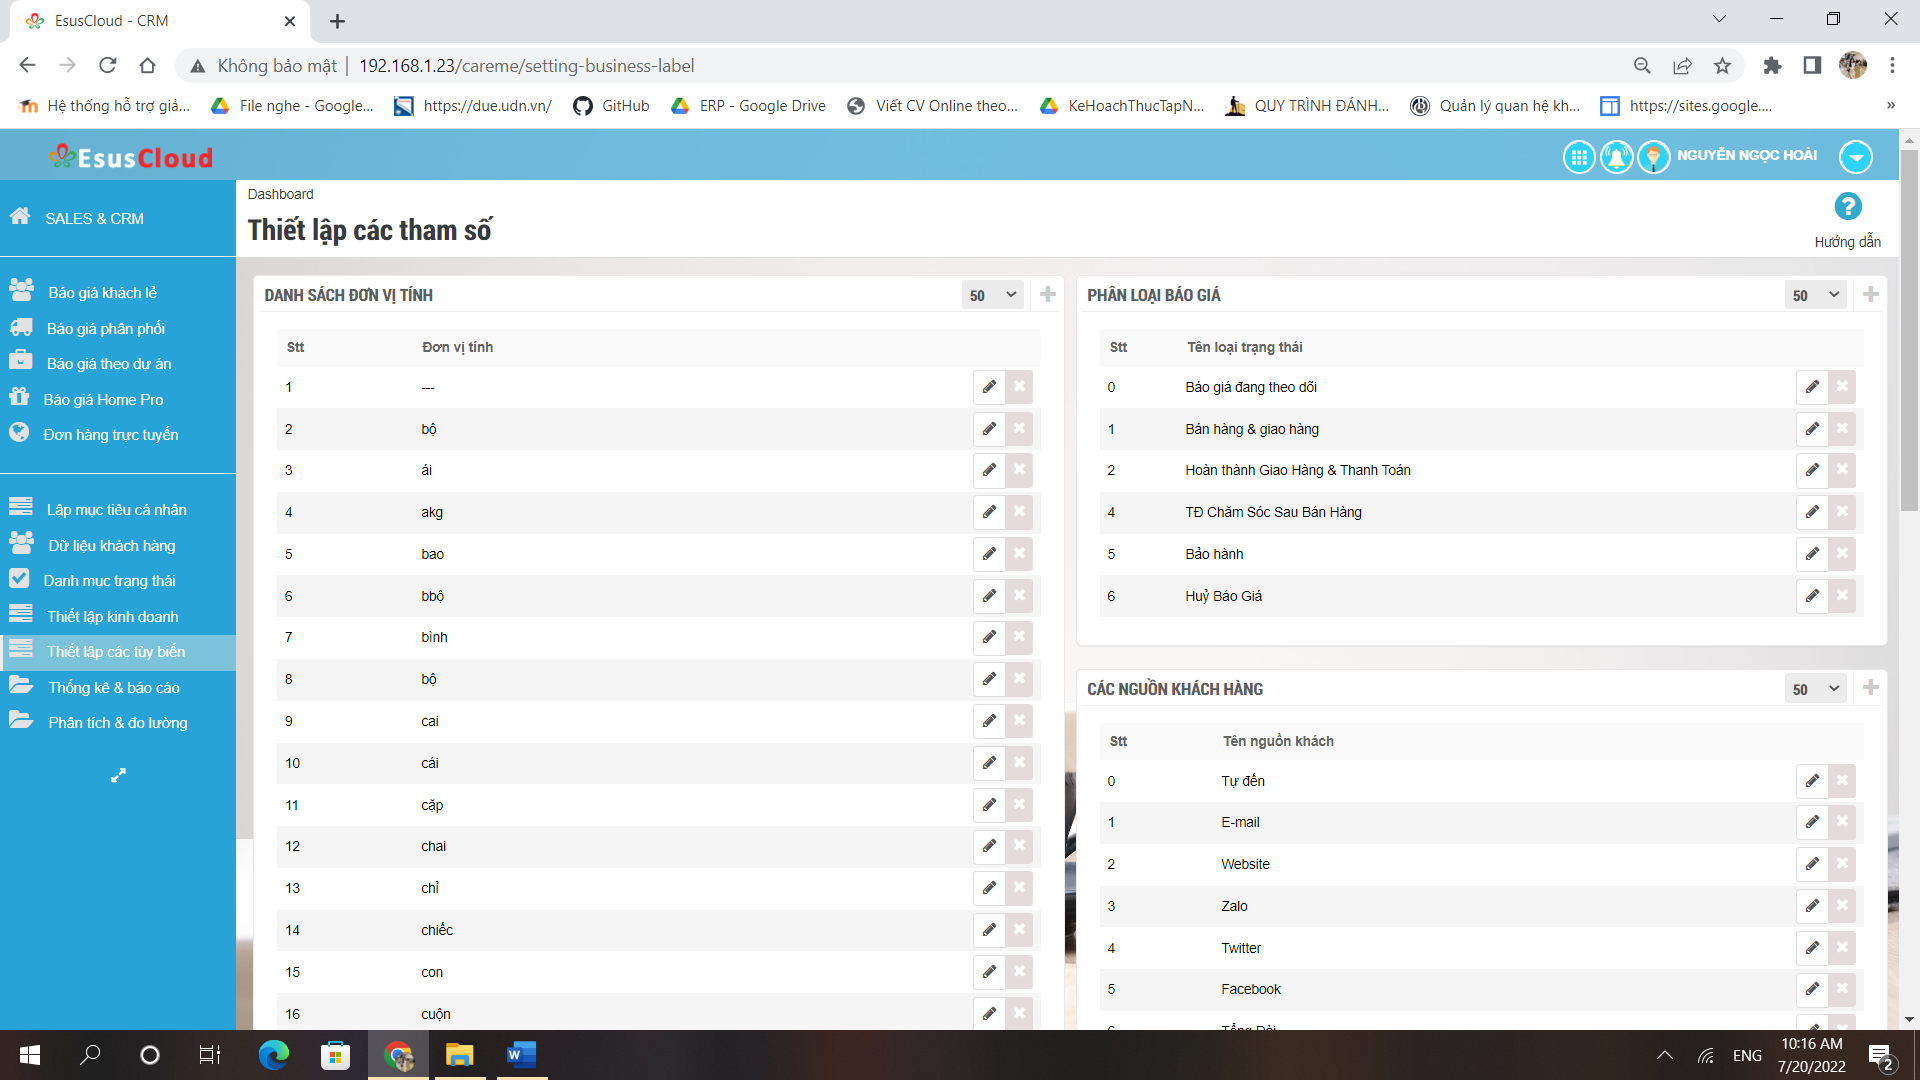 EsusCloud - CRM
Không bảo mật | 192.168.1.23/careme/setting-business-label
Hệ thống hỗ trợ giả...
File nghe - Google...
https://due.udn.vn/
GitHub
ERP - Google Drive
Viết CV Online theo...
KeHoachThucTapN...
QUY TRÌNH ĐÁNH...
Quản lý quan hệ kh...
https://sites.google....
»
EsusCloud
NGUYỄN NGỌC HOÀI
SALES & CRM
Báo giá khách lẻ
Báo giá phân phối
Báo giá theo dự án
Báo giá Home Pro
Đơn hàng trực tuyến
Lập mục tiêu cá nhân
Dữ liệu khách hàng
Danh mục trạng thái
Thiết lập kinh doanh
Thiết lập các tùy biến
Thống kê & báo cáo
Phân tích & đo lường
Dashboard
Thiết lập các tham số
?
Hướng dẫn
DANH SÁCH ĐƠN VỊ TÍNH 50
Stt Đơn vị tính
1 ---
2 bộ
3 ái
4 akg
5 bao
6 bbộ
7 bình
8 bộ
9 cai
10 cái
11 cặp
12 chai
13 chỉ
14 chiếc
15 con
16 cuộn
PHÂN LOẠI BÁO GIÁ 50
Stt Tên loại trạng thái
0 Báo giá đang theo dõi
1 Bán hàng & giao hàng
2 Hoàn thành Giao Hàng & Thanh Toán
4 TĐ Chăm Sóc Sau Bán Hàng
5 Bảo hành
6 Huỷ Báo Giá
CÁC NGUỒN KHÁCH HÀNG 50
Stt Tên nguồn khách
0 Tự đến
1 E-mail
2 Website
3 Zalo
4 Twitter
5 Facebook
6 Tổng Đài
ENG
10:16 AM
7/20/2022
2